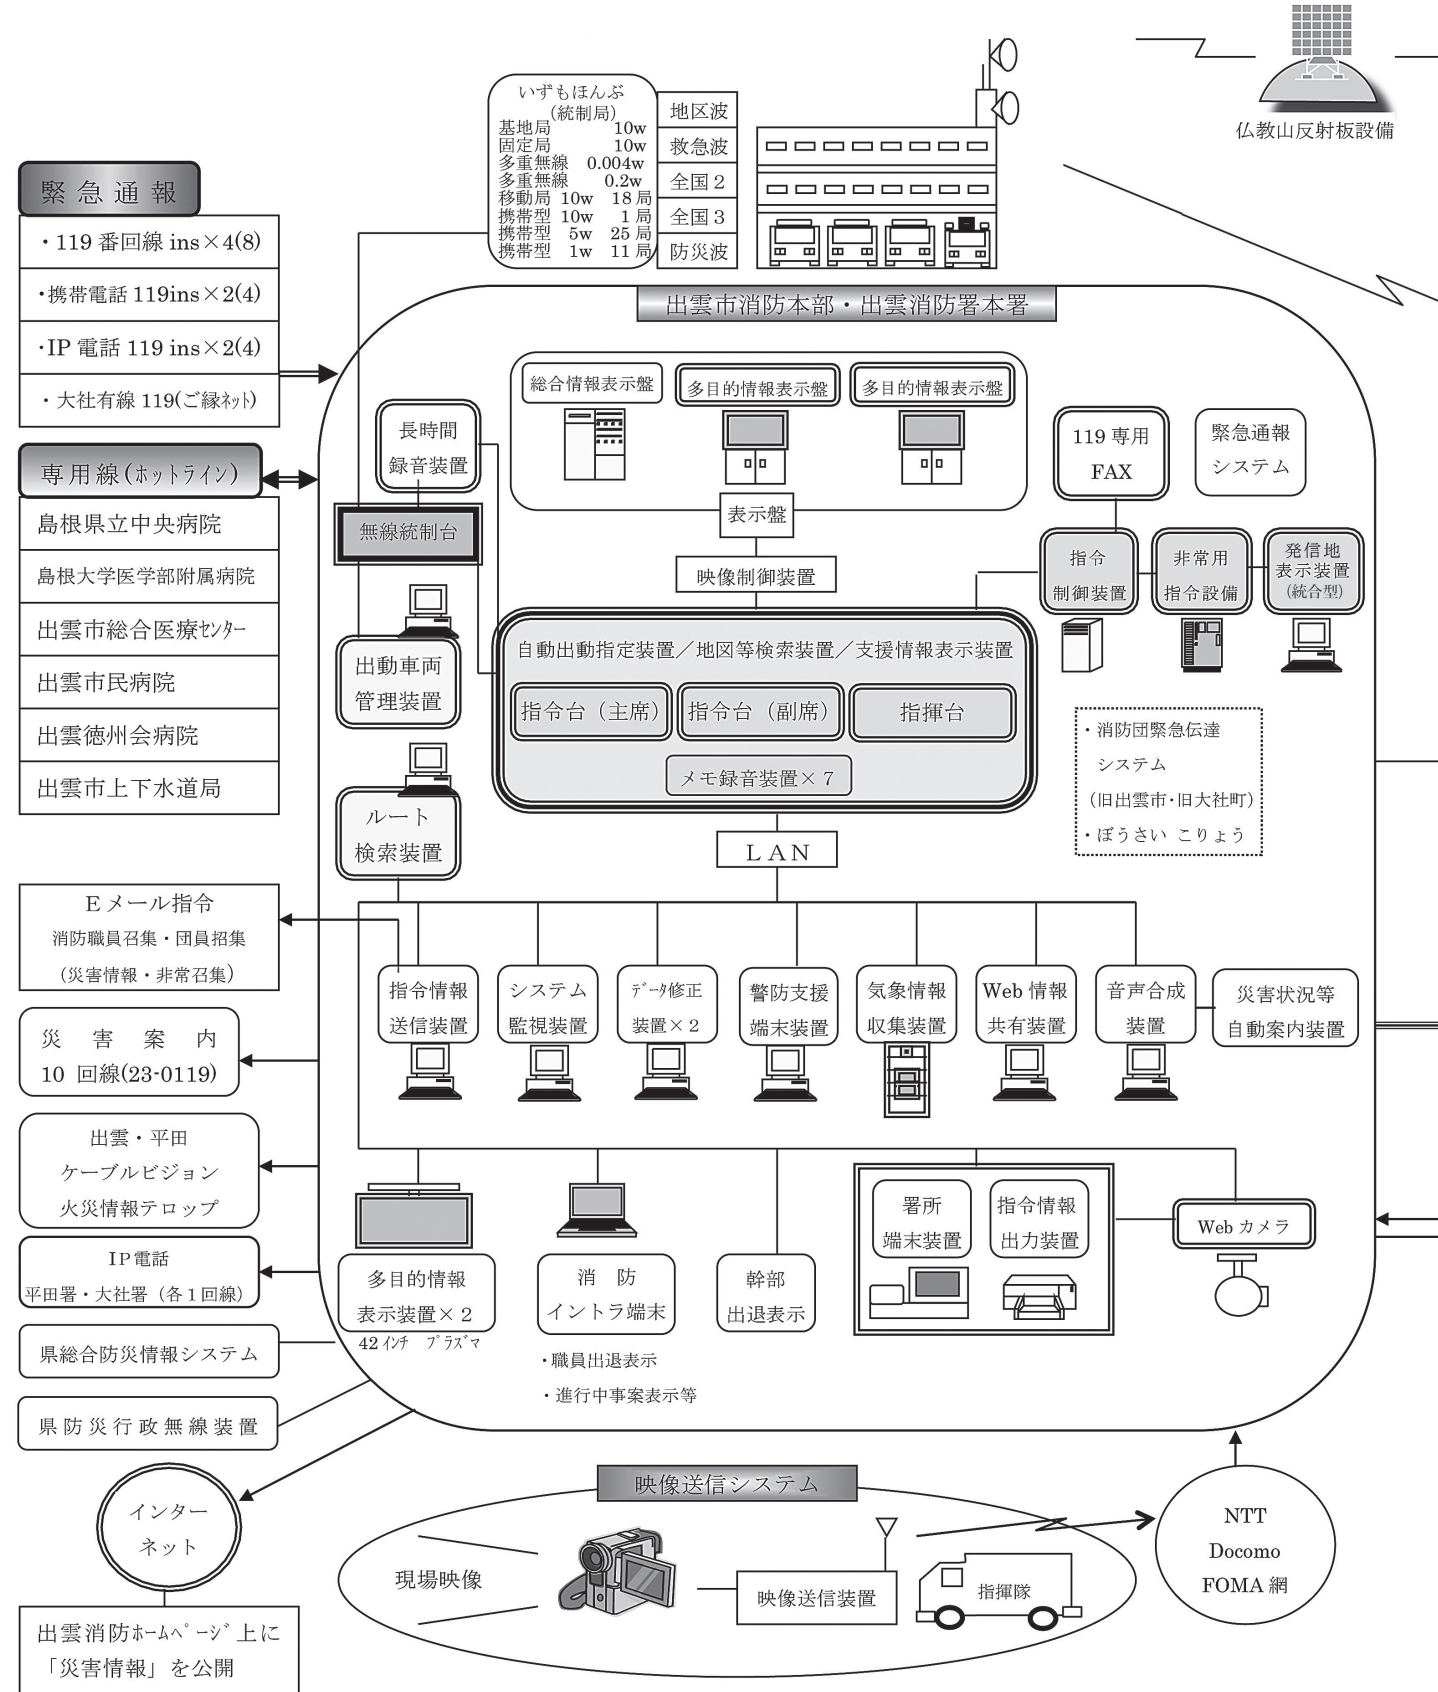 仏教山反射板設備
いずもほんぶ
(統制局)
基地局 10w
固定局 10w
多重無線 0.004w
多重無線 0.2w
移動局 10w 18局
携帯型 10w 1局
携帯型 5w 25局
携帯型 1w 11局
地区波
救急波
全国2
全国3
防災波
緊急通報
・119番回線 ins×4(8)
・携帯電話 119ins×2(4)
・IP電話 119 ins×2(4)
・大社有線 119(ご縁ネット)
専用線(ホットライン)
島根県立中央病院
島根大学医学部附属病院
出雲市総合医療センター
出雲市民病院
出雲徳州会病院
出雲市上下水道局
Eメール指令
消防職員召集・団員招集
(災害情報・非常召集)
災害案内
10 回線(23-0119)
出雲・平田
ケーブルビジョン
火災情報テロップ
IP電話
平田署・大社署(各1回線)
県総合防災情報システム
県防災行政無線装置
インター
ネット
出雲消防ホームページ上に
「災害情報」を公開
出雲市消防本部・出雲消防署本署
総合情報表示盤
多目的情報表示盤
多目的情報表示盤
表示盤
映像制御装置
長時間
録音装置
無線統制台
出動車両
管理装置
ルート
検索装置
119専用
FAX
緊急通報
システム
指令
制御装置
非常用
指令設備
発信地
表示装置
(統合型)
自動出動指定装置/地図等検索装置/支援情報表示装置
指令台(主席)
指令台(副席)
指揮台
メモ録音装置×7
・消防団緊急伝達
システム
(旧出雲市・旧大社町)
・ぼうさい こりょう
LAN
指令情報
送信装置
システム
監視装置
データ修正
装置×2
警防支援
端末装置
気象情報
収集装置
Web情報
共有装置
音声合成
装置
災害状況等
自動案内装置
多目的情報
表示装置×2
42インチ プラズマ
消防
イントラ端末
・職員出退表示
・進行中事案表示等
幹部
出退表示
署所
端末装置
指令情報
出力装置
Webカメラ
映像送信システム
現場映像
映像送信装置
指揮隊
NTT
Docomo
FOMA網